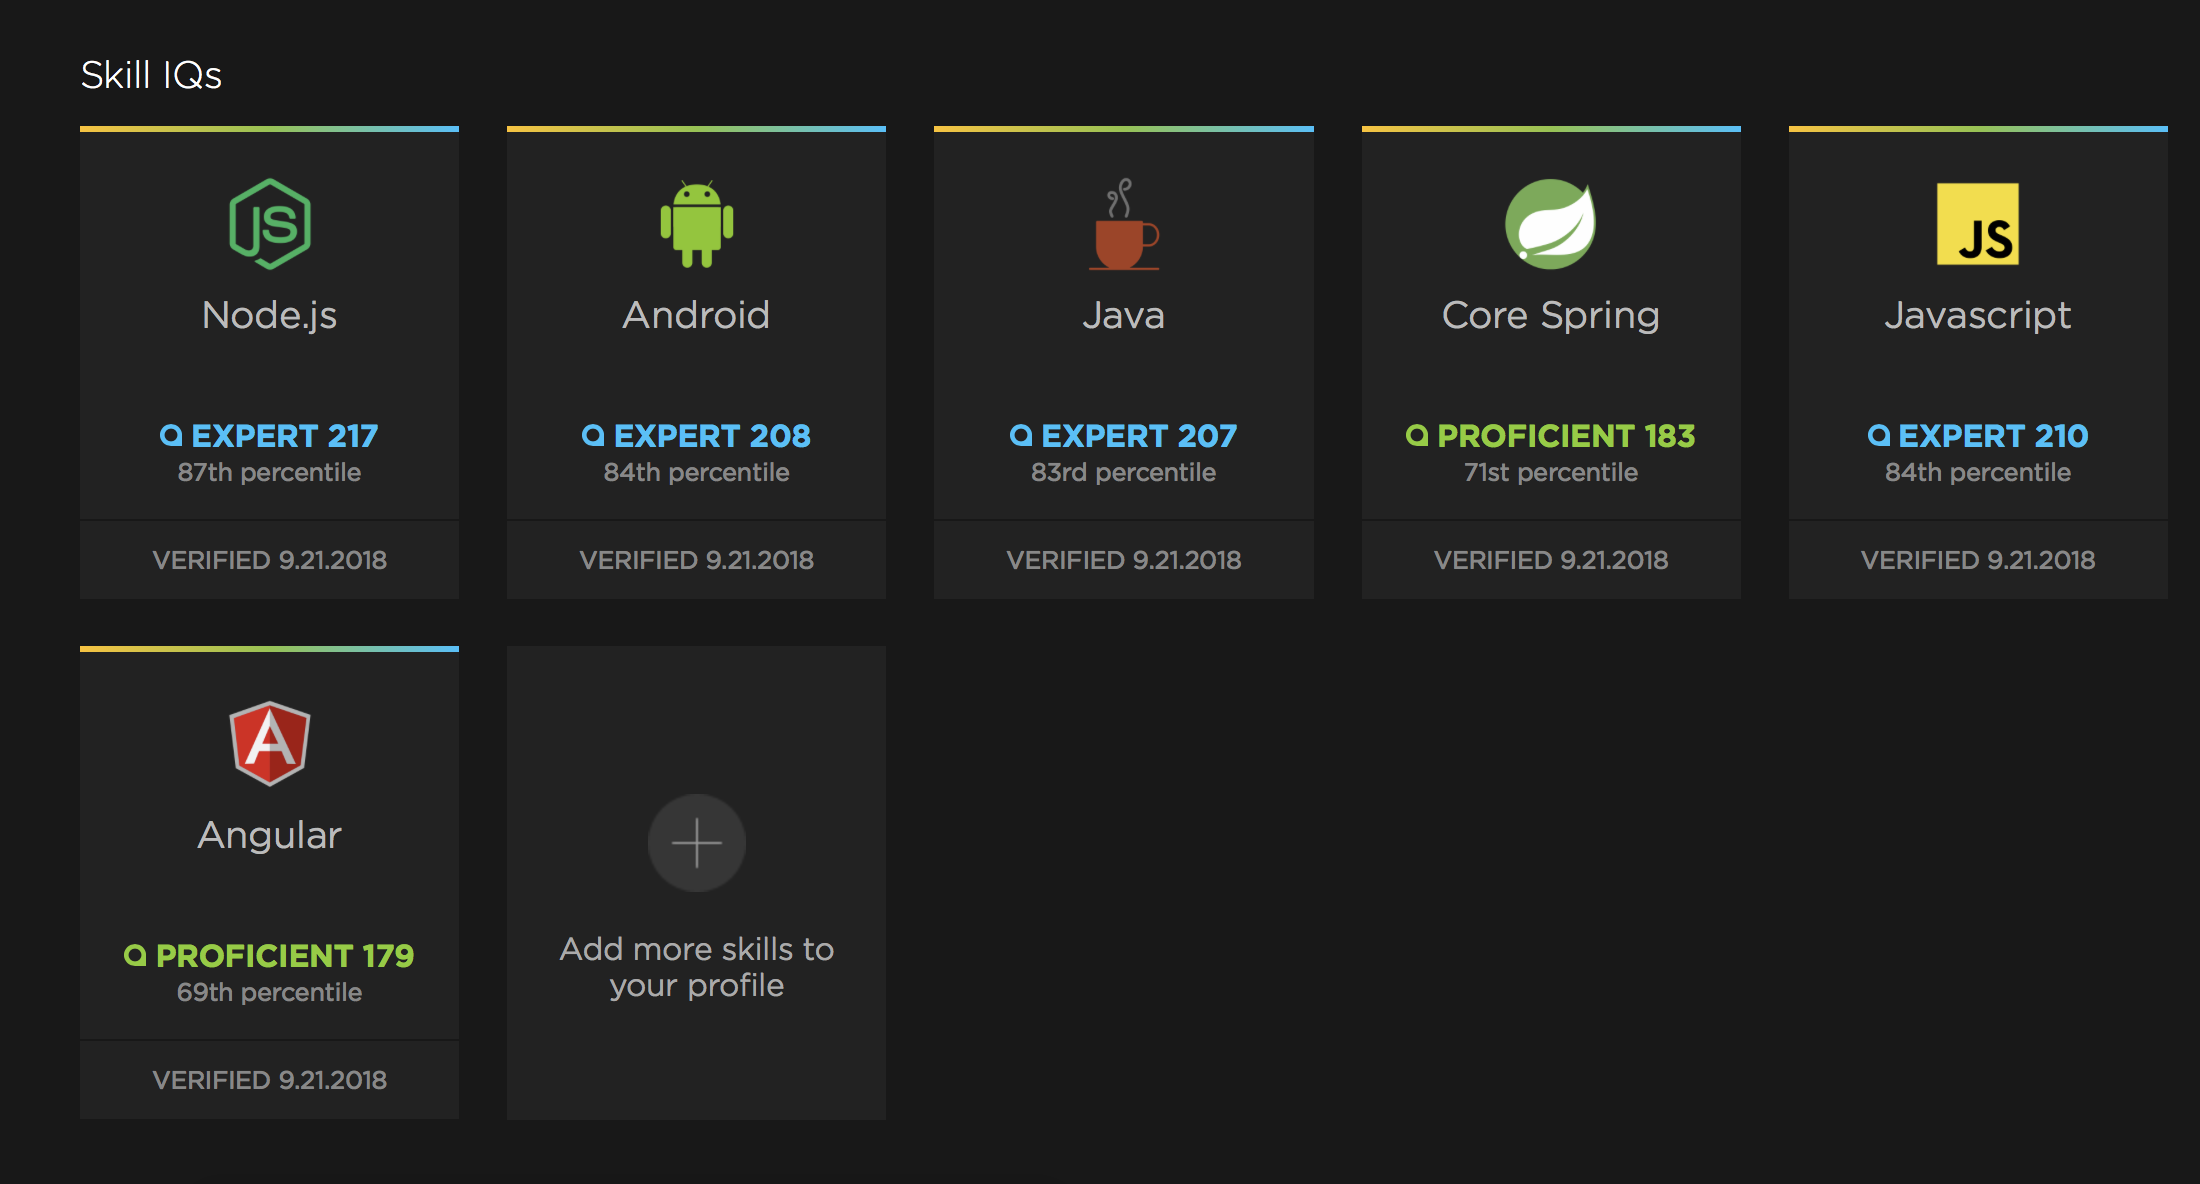 Skill IQs
JS
JS
Node.js
Android
Java
Core Spring
Javascript
EXPERT 217
87th percentile
EXPERT 208
84th percentile
EXPERT 207
83rd percentile
PROFICIENT 183
71st percentile
EXPERT 210
84th percentile
VERIFIED 9.21.2018
VERIFIED 9.21.2018
VERIFIED 9.21.2018
VERIFIED 9.21.2018
VERIFIED 9.21.2018
A
Angular
PROFICIENT 179
69th percentile
VERIFIED 9.21.2018
Add more skills to
your profile